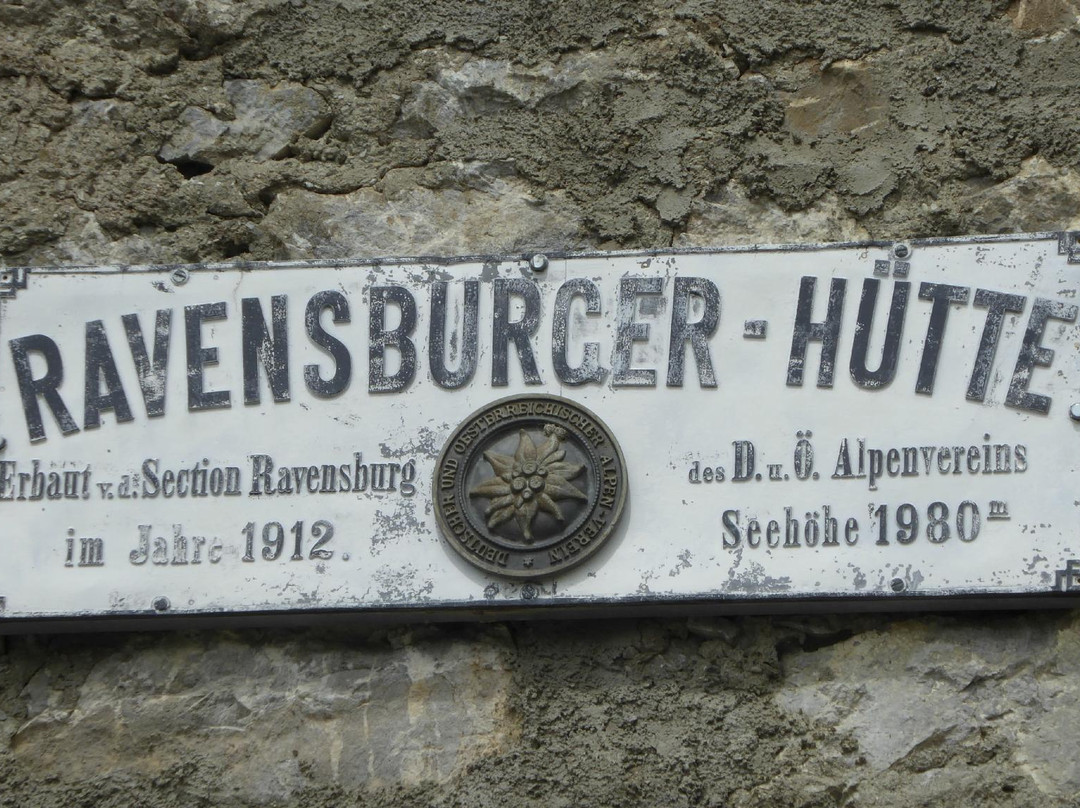 RAVENSBURGER-HÜTTE
Erbaut v.d. Section Ravensburg
im Jahre 1912.
DEUTSCHER UND OESTERREICHISCHER ALPEN-VEREIN
des D.u.Ö. Alpenvereins
Seehöhe 1980 m